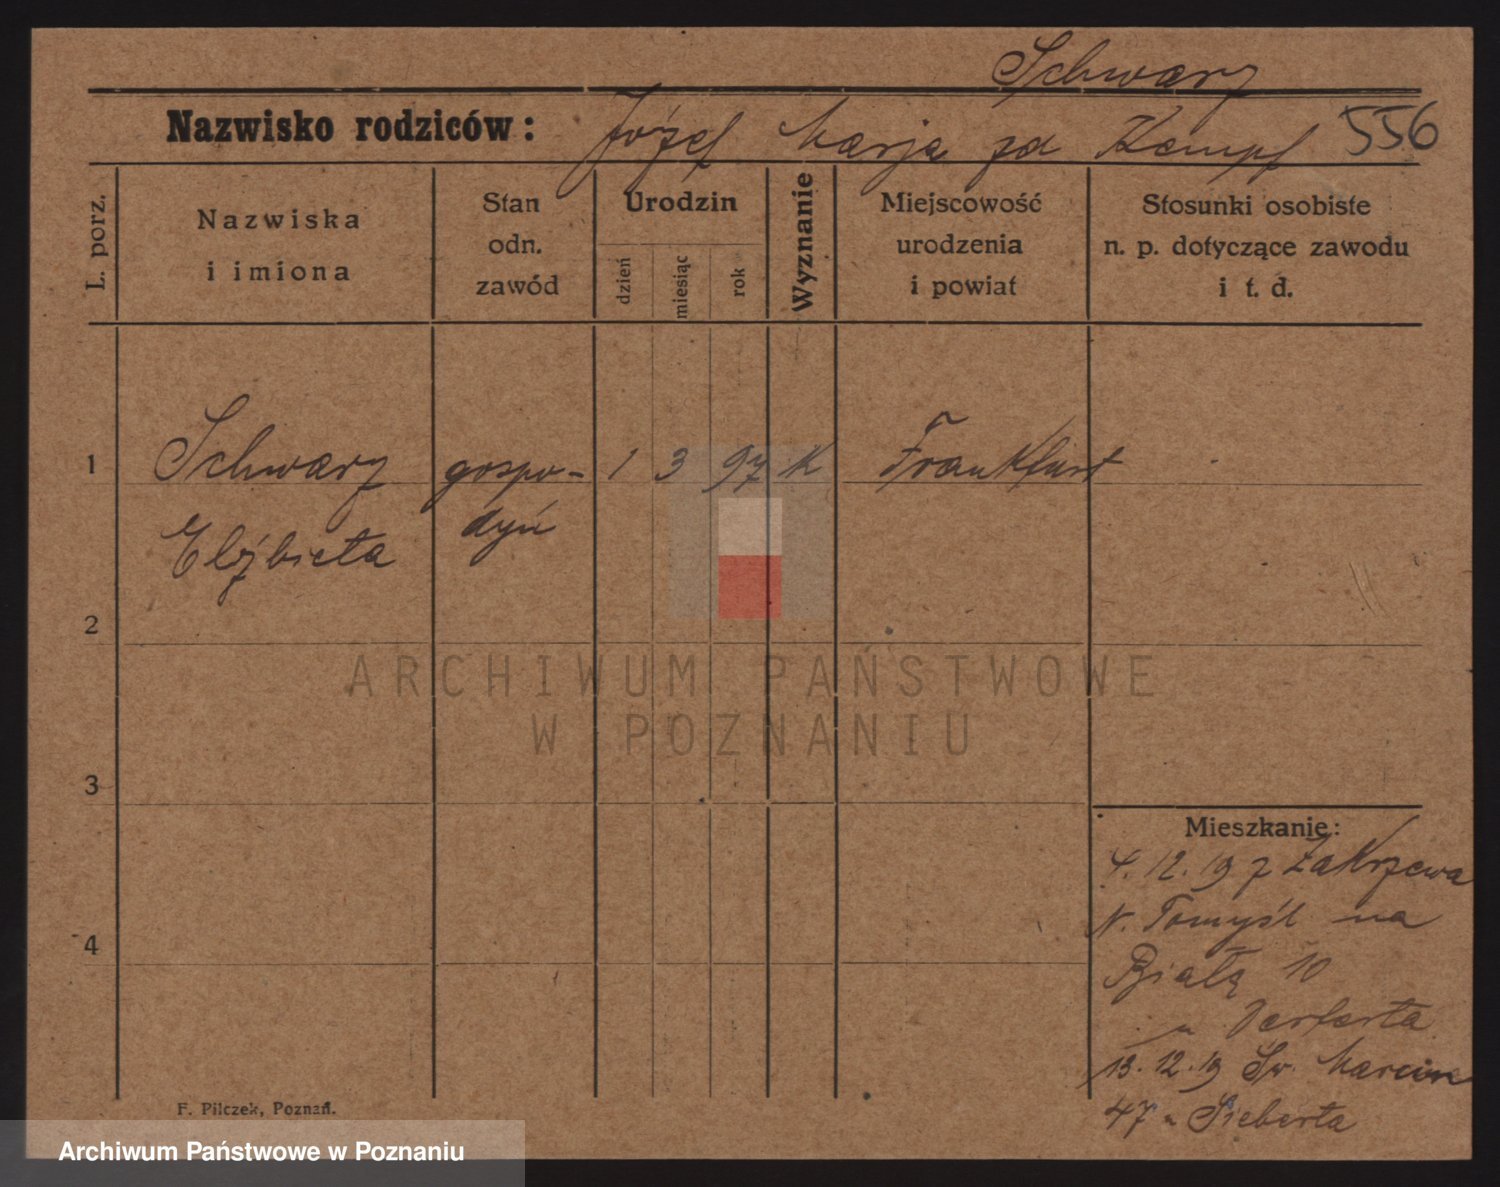 Schwarz
Nazwisko rodziców: Józef Marja zd Kempf 556
L. porz.
Nazwiska
i imiona
Stan
odn.
zawód
Urodzin
dzień
miesiąc
rok
Wyznanie
Miejscowość
urodzenia
i powiat
Stosunki osobiste
n. p. dotyczące zawodu
i t. d.
1 Schwarz gospo- 1 3 97 K Frankfurt
Elżbieta dyń
2
3
4
ARCHIWUM PAŃSTWOWE
W POZNANIU
Mieszkanie:
4.12.19 z Zakrzewa
N. Tomyśl na
Białą 10
u
13.12.19 Św. Marcin
47 u Sieberta
F. Pilczek, Poznań.
Archiwum Państwowe w Poznaniu